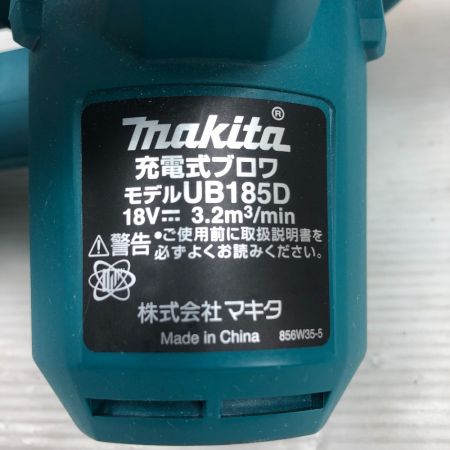 makita®
充電式ブロワ
モデルUB185D
18V⎓ 3.2m³/min
⚠警告 •ご使用前に取扱説明書を
必ずよくお読みください。
株式会社マキタ
Made in China 856W35-5